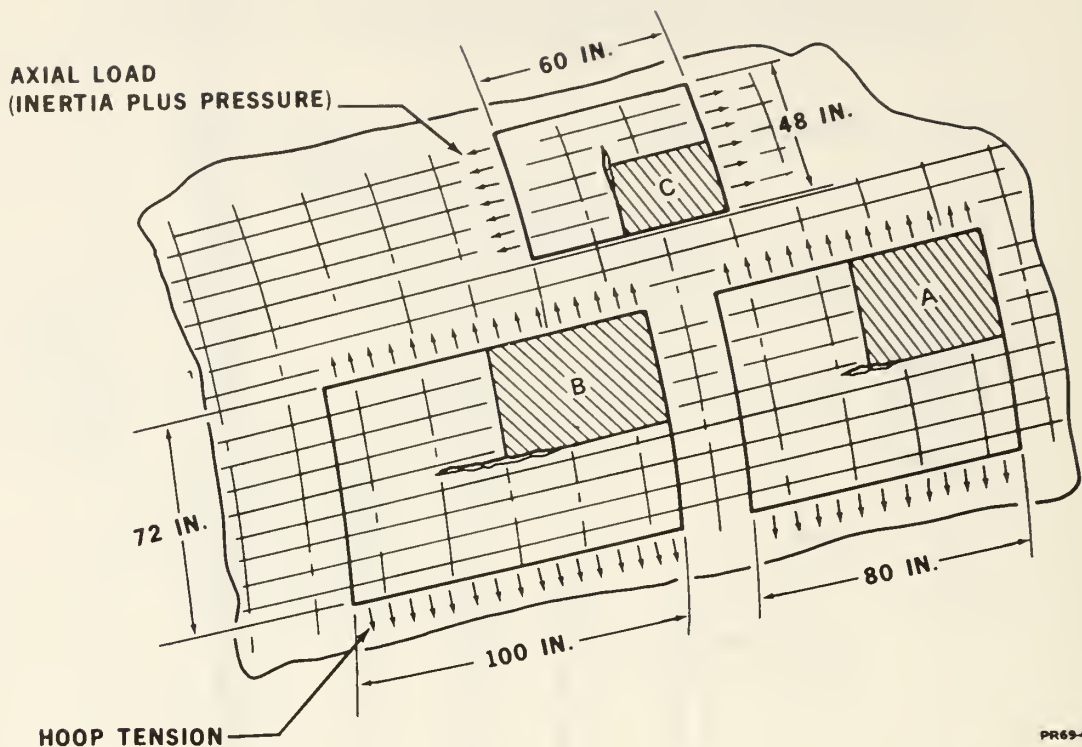 60 IN.
AXIAL LOAD
(INERTIA PLUS PRESSURE)
48 IN.
C
A
B
72 IN.
80 IN.
100 IN.
HOOP TENSION